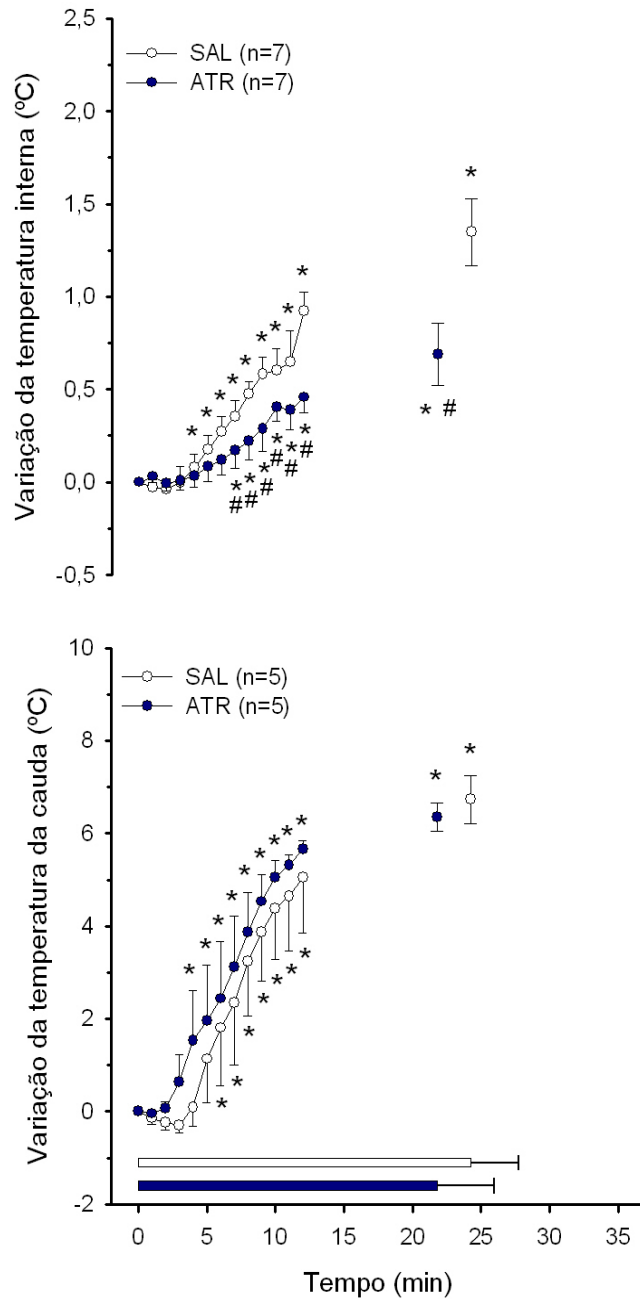 Variação da temperatura interna (ºC)
2,5
2,0
1,5
1,0
0,5
0,0
-0,5
SAL (n=7)
ATR (n=7)
*
*
* * * * * * * * *
* #
* * * * * *
# # # # # #
Variação da temperatura da cauda (ºC)
10
8
6
4
2
0
-2
SAL (n=5)
ATR (n=5)
* *
* * * * * * * * *
* * * * * * *
0 5 10 15 20 25 30 35
Tempo (min)